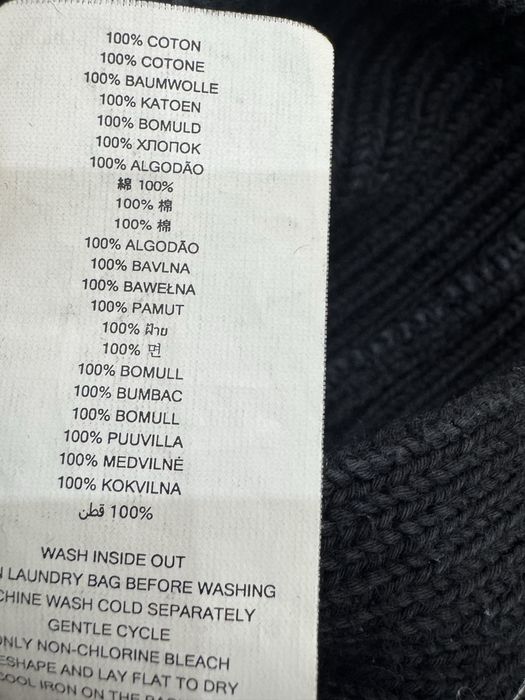 100% COTON
100% COTONE
100% BAUMWOLLE
100% KATOEN
100% BOMULD
100% ХЛОПОК
100% ALGODÃO
綿 100%
100% 棉
100% 棉
100% ALGODÃO
100% BAVLNA
100% BAWEŁNA
100% PAMUT
100% ฝ้าย
100% 면
100% BOMULL
100% BUMBAC
100% BOMULL
100% PUUVILLA
100% MEDVILNĖ
100% KOKVILNA
100% قطن
WASH INSIDE OUT
LAUNDRY BAG BEFORE WASHING
CHINE WASH COLD SEPARATELY
GENTLE CYCLE
ONLY NON-CHLORINE BLEACH
ESHAPE AND LAY FLAT TO DRY
COOL IRON ON THE